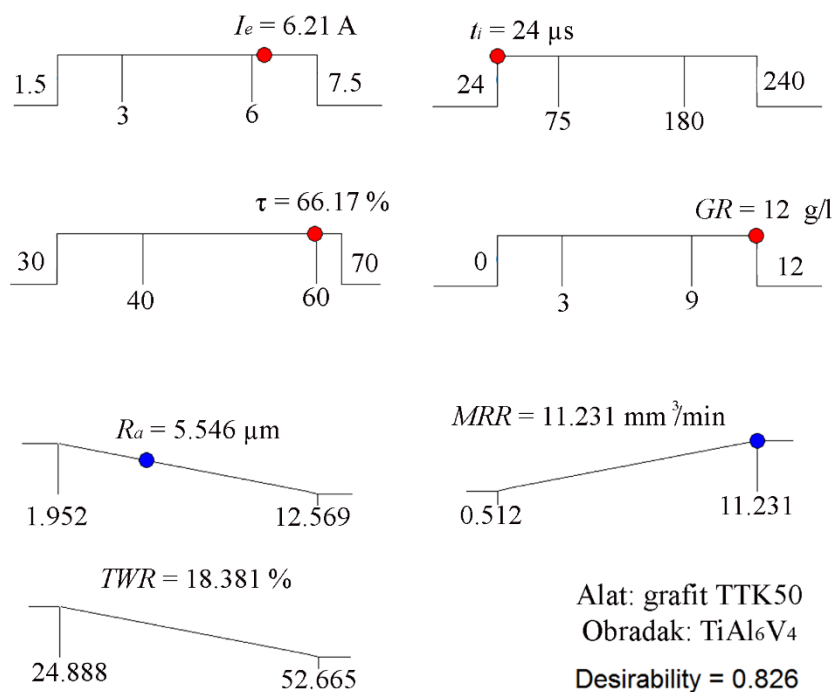 Ie = 6.21 A
1.5
7.5
3
6
ti = 24 µs
24
240
75
180
τ = 66.17 %
30
70
40
60
GR = 12 g/l
0
12
3
9
Ra = 5.546 µm
1.952
12.569
MRR = 11.231 mm³/min
0.512
11.231
TWR = 18.381 %
24.888
52.665
Alat: grafit TTK50
Obradak: TiAl₆V₄
Desirability = 0.826